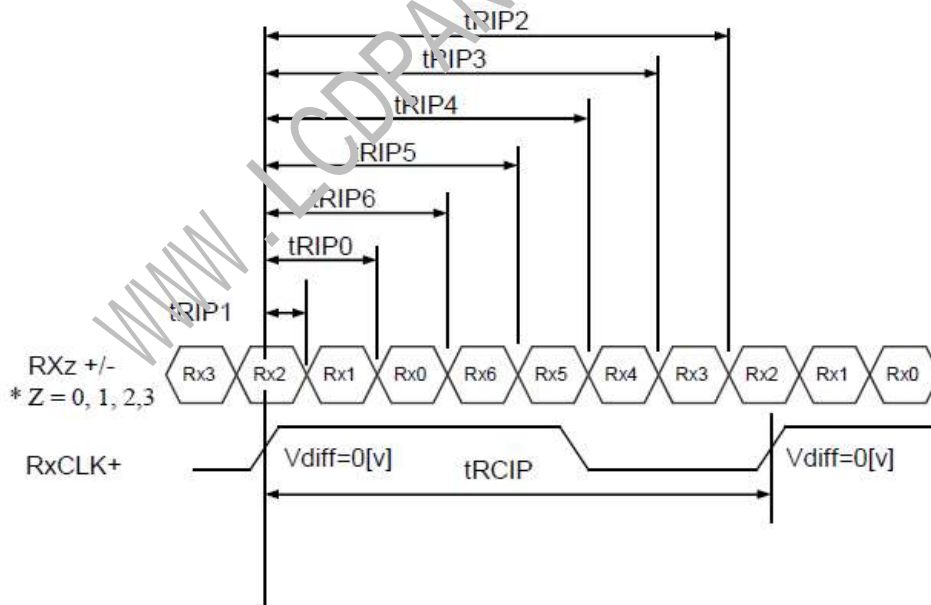 tRIP2
tRIP3
tRIP4
tRIP5
tRIP6
tRIP0
tRIP1
RXz +/-
* Z = 0, 1, 2,3
Rx3 Rx2 Rx1 Rx0 Rx6 Rx5 Rx4 Rx3 Rx2 Rx1 Rx0
RxCLK+
Vdiff=0[v] tRCIP Vdiff=0[v]